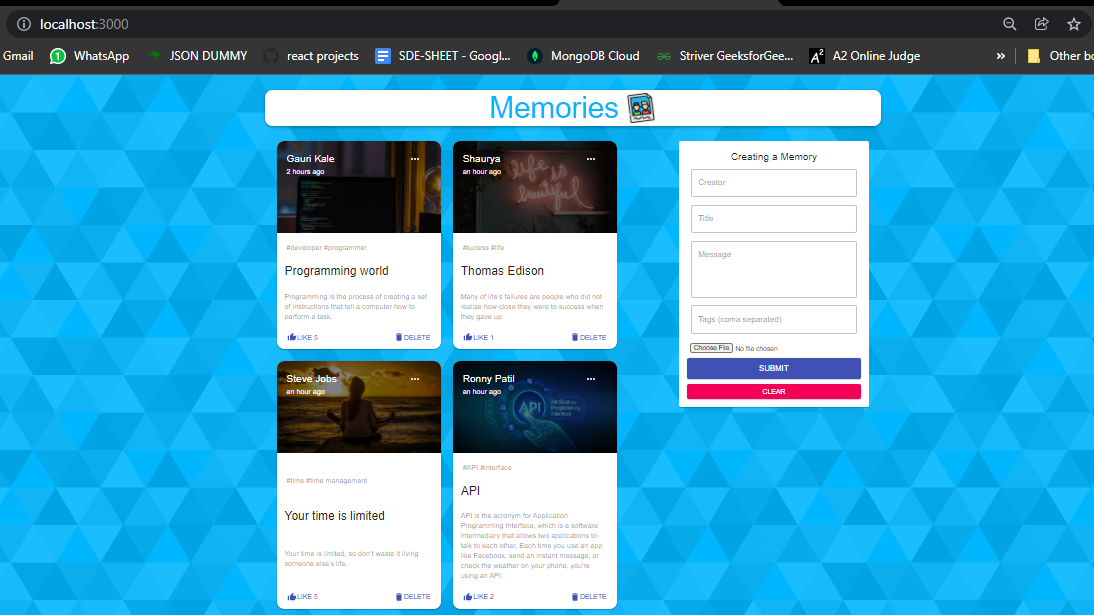 localhost:3000
Gmail
WhatsApp
JSON DUMMY
react projects
SDE-SHEET - Googl...
MongoDB Cloud
Striver GeeksforGee...
A2 Online Judge
»
Other bo
Memories
Gauri Kale
2 hours ago
#developer #programmer
Programming world
Programming is the process of creating a set
of instructions that tell a computer how to
perform a task.
LIKE 5
DELETE
Shaurya
an hour ago
life is
beautiful
#sucess #life
Thomas Edison
Many of life's failures are people who did not
realize how close they were to success when
they gave up
LIKE 1
DELETE
Steve Jobs
an hour ago
#time #time management
Your time is limited
Your time is limited, so don't waste it living
someone else's life.
LIKE 5
DELETE
Ronny Patil
an hour ago
API
Application
Programming
Interface
#API #interface
API
API is the acronym for Application
Programming Interface, which is a software
intermediary that allows two applications to
talk to each other. Each time you use an app
like Facebook, send an instant message, or
check the weather on your phone, you're
using an API.
LIKE 2
DELETE
Creating a Memory
Creator
Title
Message
Tags (coma separated)
Choose File No file chosen
SUBMIT
CLEAR